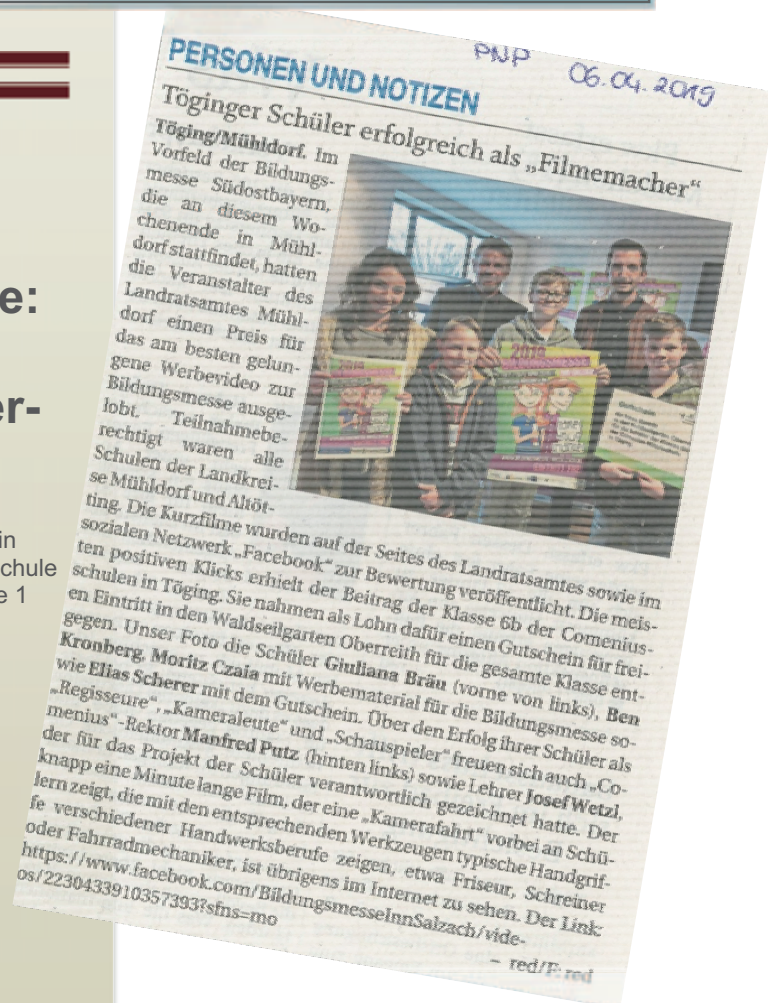 e:
er-
in
chule
e 1
PNP 06.04.2019
PERSONEN UND NOTIZEN
Töginger Schüler erfolgreich als „Filmemacher“
Töging/Mühldorf. Im
Vorfeld der Bildungs-
messe Südostbayern,
die an diesem Wo-
chenende in Mühl-
dorf stattfindet, hatten
die Veranstalter des
Landratsamtes Mühl-
dorf einen Preis für
das am besten gelun-
gene Werbevideo zur
Bildungsmesse ausge-
lobt. Teilnahmebe-
rechtigt waren alle
Schulen der Landkrei-
se Mühldorf und Altöt-
ting. Die Kurzfilme wurden auf der Seites des Landratsamtes sowie im
sozialen Netzwerk „Facebook“ zur Bewertung veröffentlicht. Die meis-
ten positiven Klicks erhielt der Beitrag der Klasse 6b der Comenius-
schulen in Töging. Sie nahmen als Lohn dafür einen Gutschein für frei-
en Eintritt in den Waldseilgarten Oberreith für die gesamte Klasse ent-
gegen. Unser Foto die Schüler Giuliana Bräu (vorne von links), Ben
Kronberg, Moritz Czaia mit Werbematerial für die Bildungsmesse so-
wie Elias Scherer mit dem Gutschein. Über den Erfolg ihrer Schüler als
„Regisseure“, „Kameraleute“ und „Schauspieler“ freuen sich auch „Co-
menius“-Rektor Manfred Putz (hinten links) sowie Lehrer Josef Wetzl,
der für das Projekt der Schüler verantwortlich gezeichnet hatte. Der
knapp eine Minute lange Film, der eine „Kamerafahrt“ vorbei an Schü-
lern zeigt, die mit den entsprechenden Werkzeugen typische Handgrif-
fe verschiedener Handwerksberufe zeigen, etwa Friseur, Schreiner
oder Fahrradmechaniker, ist übrigens im Internet zu sehen. Der Link:
https://www.facebook.com/BildungsmesseInnSalzach/vide-
os/2230433910357393?sfns=mo
– red/F: red
2019
2019